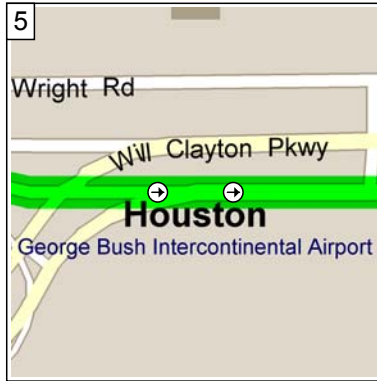 5
Wright Rd
Will Clayton Pkwy
Houston
George Bush Intercontinental Airport